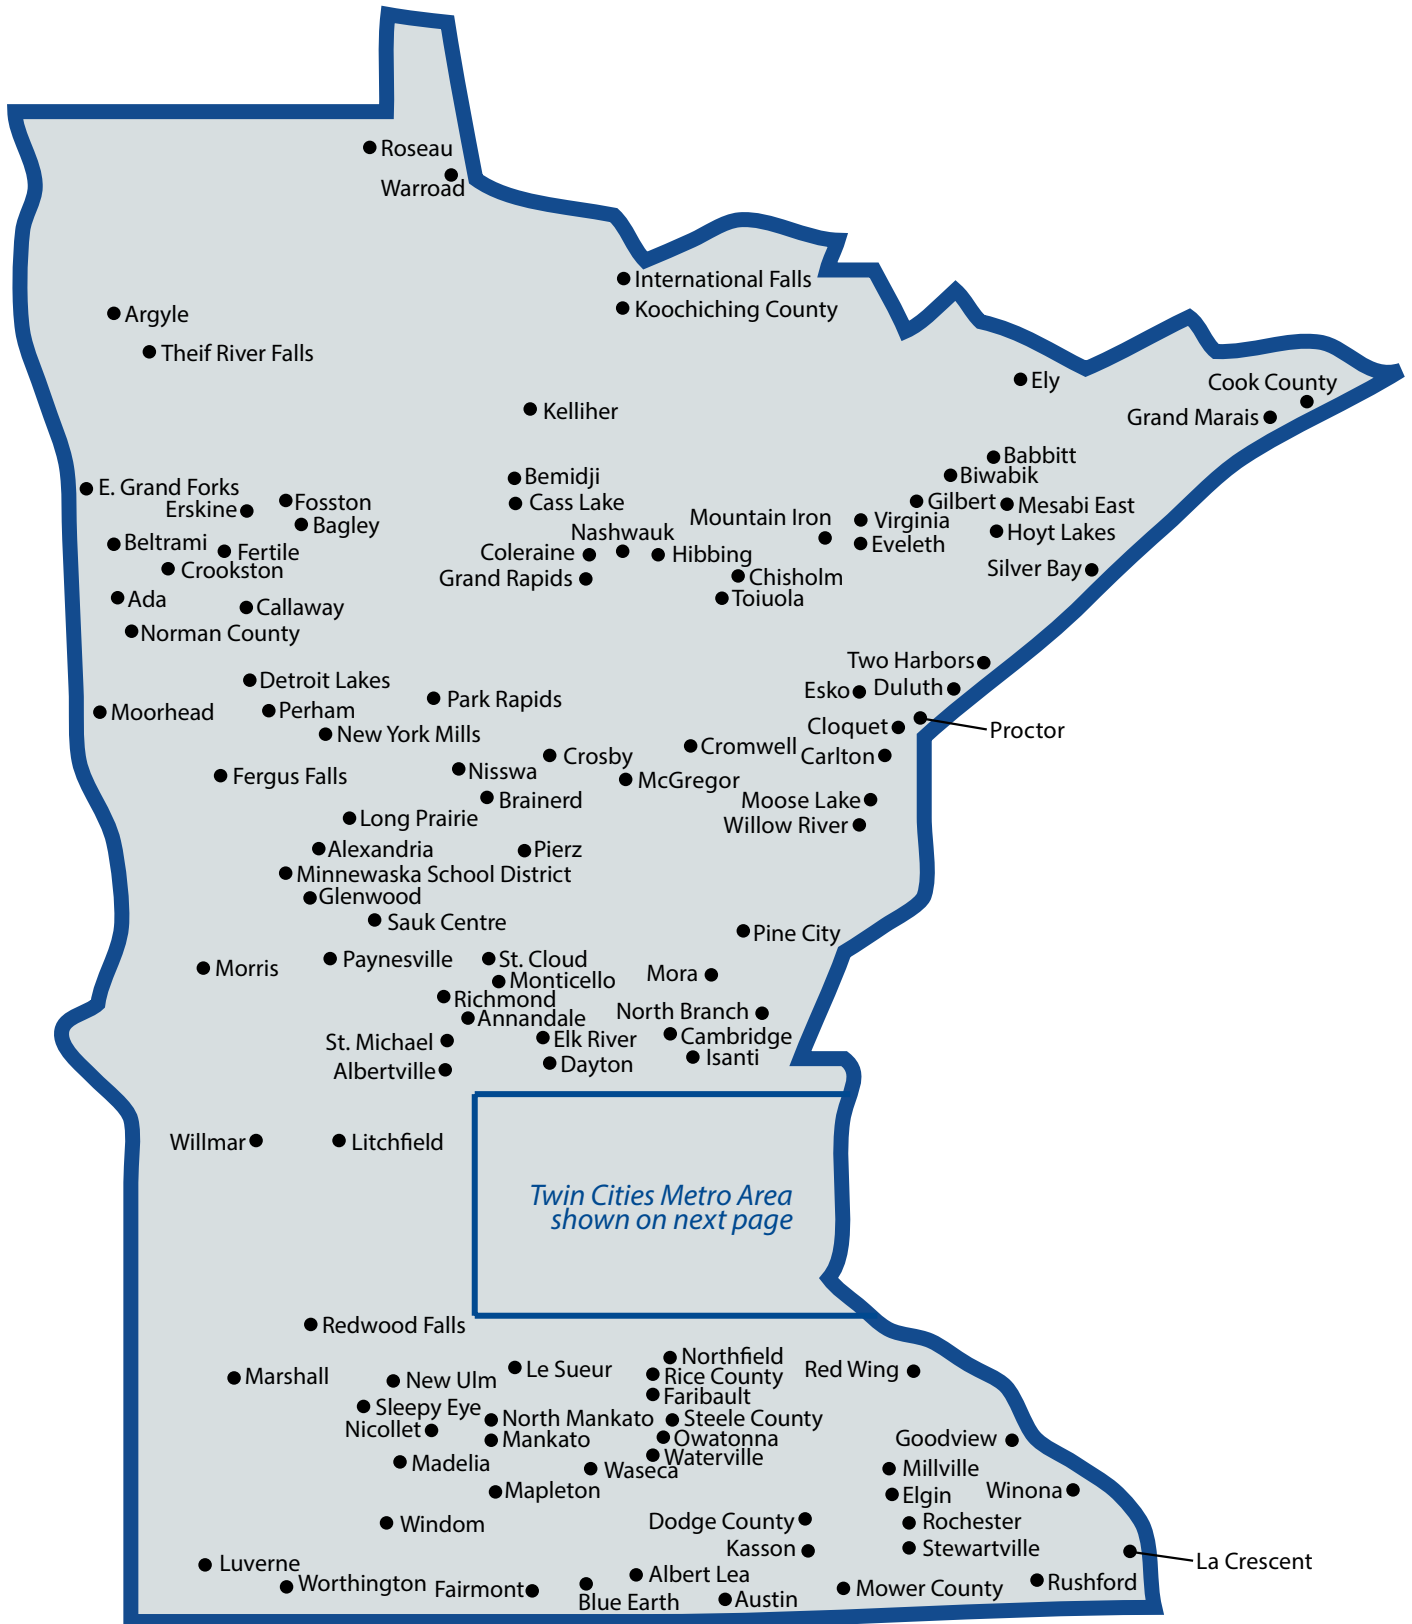 Roseau
Warroad
International Falls
Koochiching County
Argyle
Theif River Falls
Ely
Cook County
Grand Marais
Kelliher
Babbitt
Biwabik
Bemidji
E. Grand Forks
Fosston
Cass Lake
Gilbert
Mesabi East
Erskine
Bagley
Mountain Iron
Virginia
Nashwauk
Hoyt Lakes
Beltrami
Eveleth
Fertile
Coleraine
Hibbing
Crookston
Silver Bay
Grand Rapids
Chisholm
Toiuola
Ada
Callaway
Norman County
Two Harbors
Detroit Lakes
Esko
Duluth
Park Rapids
Moorhead
Perham
Cloquet
Proctor
New York Mills
Cromwell
Crosby
Carlton
Nisswa
Fergus Falls
McGregor
Brainerd
Moose Lake
Long Prairie
Willow River
Alexandria
Pierz
Minnewaska School District
Glenwood
Sauk Centre
Pine City
Paynesville
St. Cloud
Morris
Mora
Monticello
Richmond
North Branch
Annandale
Cambridge
Elk River
St. Michael
Isanti
Dayton
Albertville
Willmar
Litchfield
Twin Cities Metro Area
shown on next page
Redwood Falls
Northfield
Le Sueur
Red Wing
Marshall
Rice County
New Ulm
Faribault
Sleepy Eye
North Mankato
Steele County
Nicollet
Mankato
Owatonna
Goodview
Waterville
Madelia
Waseca
Millville
Mapleton
Winona
Elgin
Windom
Dodge County
Rochester
Kasson
Stewartville
La Crescent
Luverne
Albert Lea
Worthington
Rushford
Fairmont
Mower County
Blue Earth
Austin